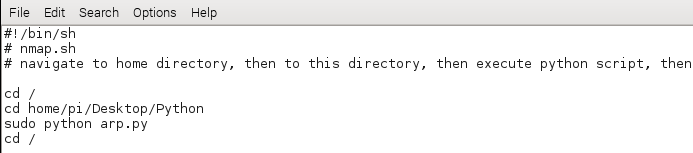 File Edit Search Options Help
#!/bin/sh
# nmap.sh
# navigate to home directory, then to this directory, then execute python script, then
cd /
cd home/pi/Desktop/Python
sudo python arp.py
cd /